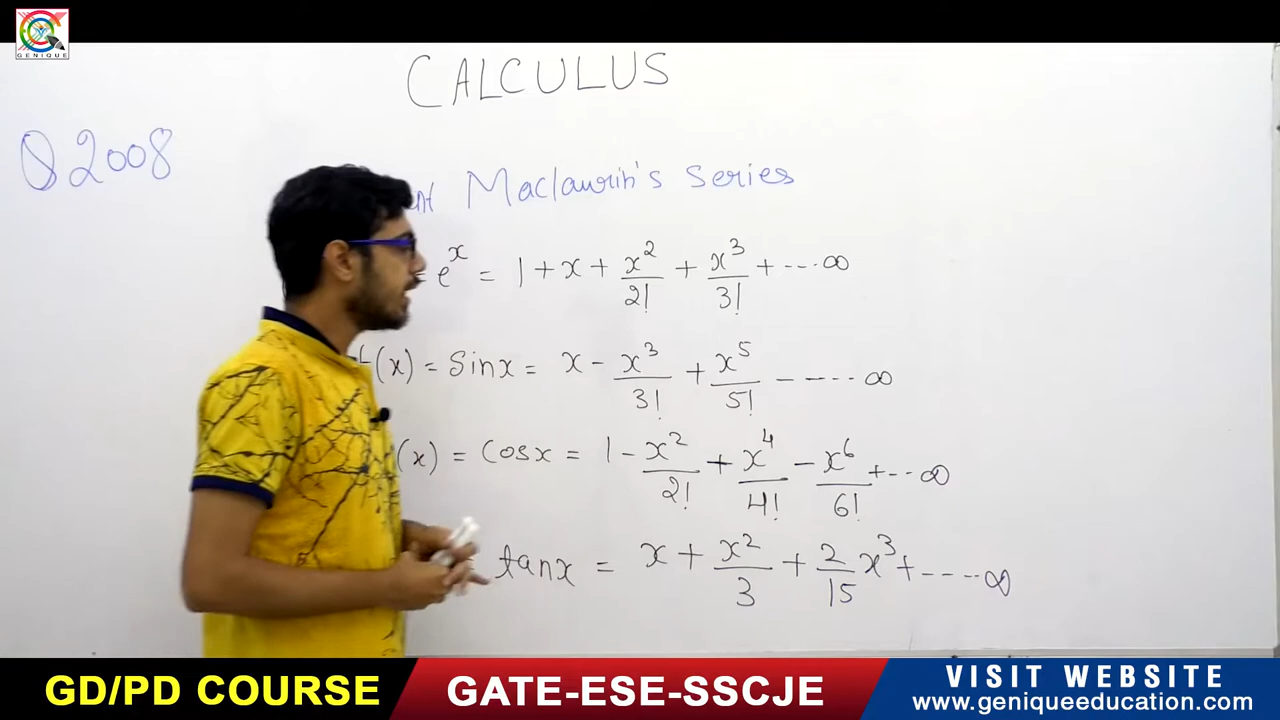 GENIQUE
CALCULUS
Q 2008
Maclaurin's Series
= e^x = 1 + x + x^2/2! + x^3/3! + ---- ∞
f(x) = Sinx = x - x^3/3! + x^5/5! - ----- ∞
(x) = Cosx = 1 - x^2/2! + x^4/4! - x^6/6! + --- ∞
= tanx = x + x^2/3 + 2/15 x^3 + ----- ∞
GD/PD COURSE
GATE-ESE-SSCJE
VISIT WEBSITE
www.geniqueeducation.com